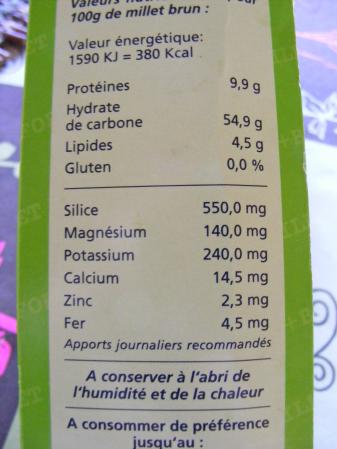 Valeurs
100g de millet brun :
Valeur énergétique:
1590 KJ = 380 Kcal
Protéines 9,9 g
Hydrate
de carbone 54,9 g
Lipides 4,5 g
Gluten 0,0 %
Silice 550,0 mg
Magnésium 140,0 mg
Potassium 240,0 mg
Calcium 14,5 mg
Zinc 2,3 mg
Fer 4,5 mg
Apports journaliers recommandés
A conserver à l'abri de
l'humidité et de la chaleur
A consommer de préférence
jusqu'au :